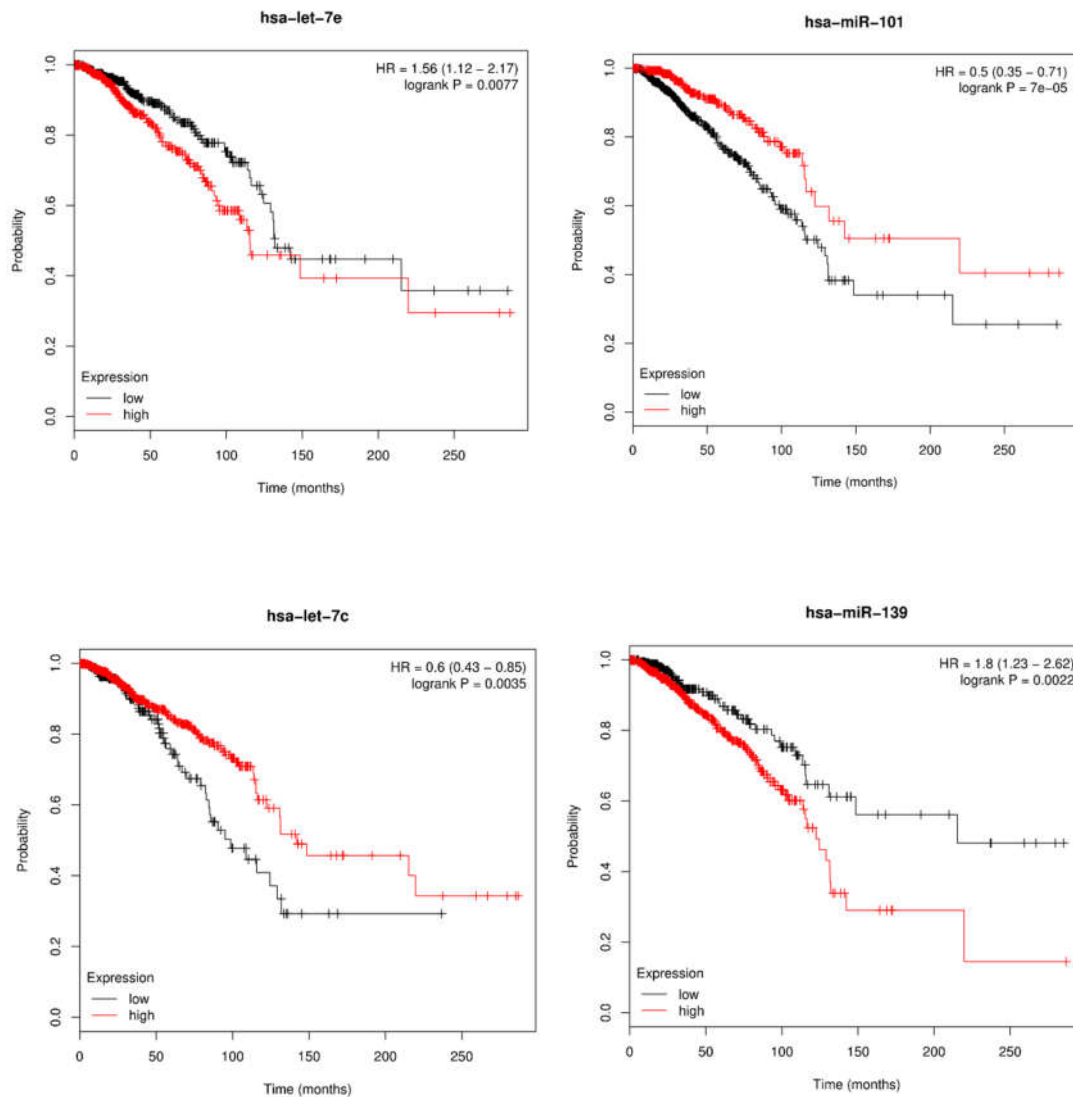 hsa-let-7e
HR = 1.56 (1.12 − 2.17)
logrank P = 0.0077
Probability
1.0
0.8
0.6
0.4
0.2
0.0
Expression
low
high
0 50 100 150 200 250
Time (months)
hsa-miR-101
HR = 0.5 (0.35 − 0.71)
logrank P = 7e-05
Probability
1.0
0.8
0.6
0.4
0.2
0.0
Expression
low
high
0 50 100 150 200 250
Time (months)
hsa-let-7c
HR = 0.6 (0.43 − 0.85)
logrank P = 0.0035
Probability
1.0
0.8
0.6
0.4
0.2
0.0
Expression
low
high
0 50 100 150 200 250
Time (months)
hsa-miR-139
HR = 1.8 (1.23 − 2.62)
logrank P = 0.0022
Probability
1.0
0.8
0.6
0.4
0.2
0.0
Expression
low
high
0 50 100 150 200 250
Time (months)